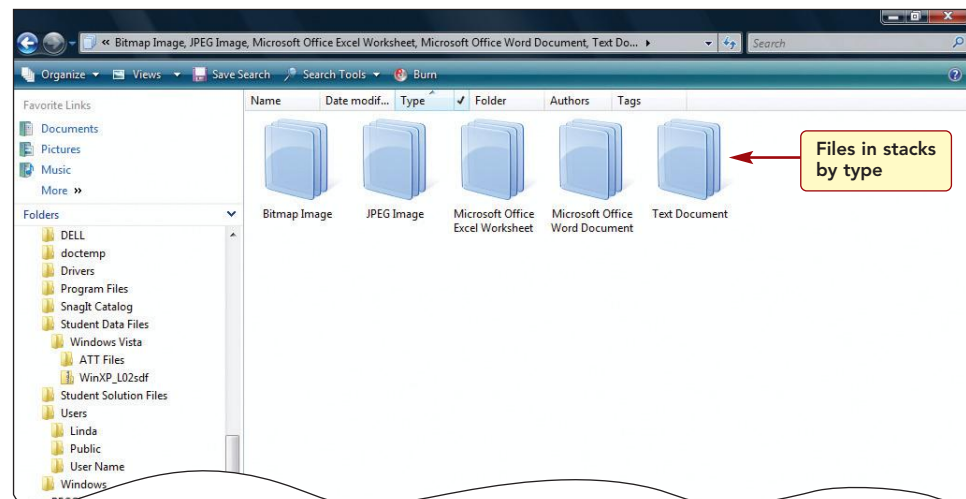 « Bitmap Image, JPEG Image, Microsoft Office Excel Worksheet, Microsoft Office Word Document, Text Do...
Search
Organize Views Save Search Search Tools Burn
Favorite Links
Documents
Pictures
Music
More »
Folders
DELL
doctemp
Drivers
Program Files
SnagIt Catalog
Student Data Files
Windows Vista
ATT Files
WinXP_L02sdf
Student Solution Files
Users
Linda
Public
User Name
Windows
Name Date modif... Type Folder Authors Tags
Bitmap Image
JPEG Image
Microsoft Office
Excel Worksheet
Microsoft Office
Word Document
Text Document
Files in stacks
by type